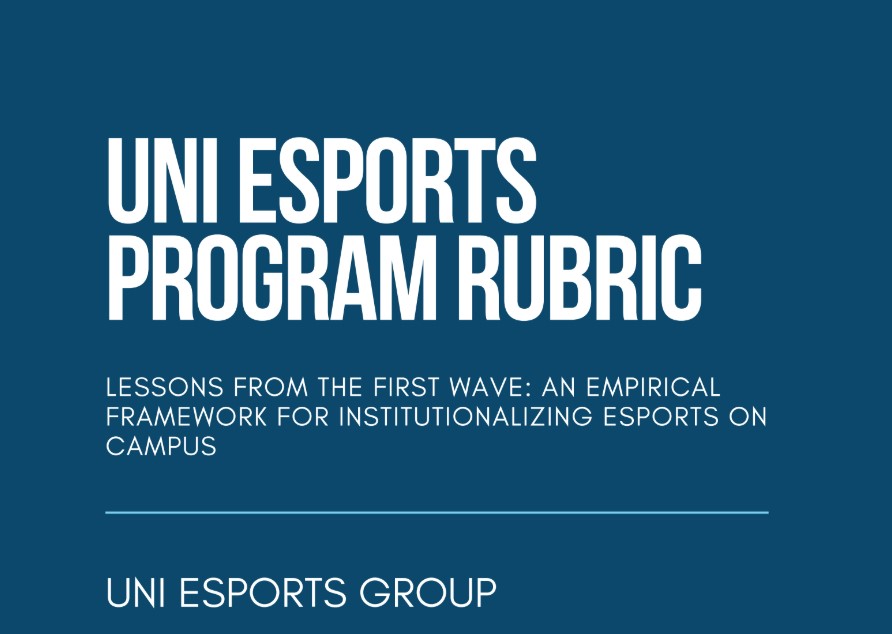 UNI ESPORTS
PROGRAM RUBRIC
LESSONS FROM THE FIRST WAVE: AN EMPIRICAL
FRAMEWORK FOR INSTITUTIONALIZING ESPORTS ON
CAMPUS
UNI ESPORTS GROUP